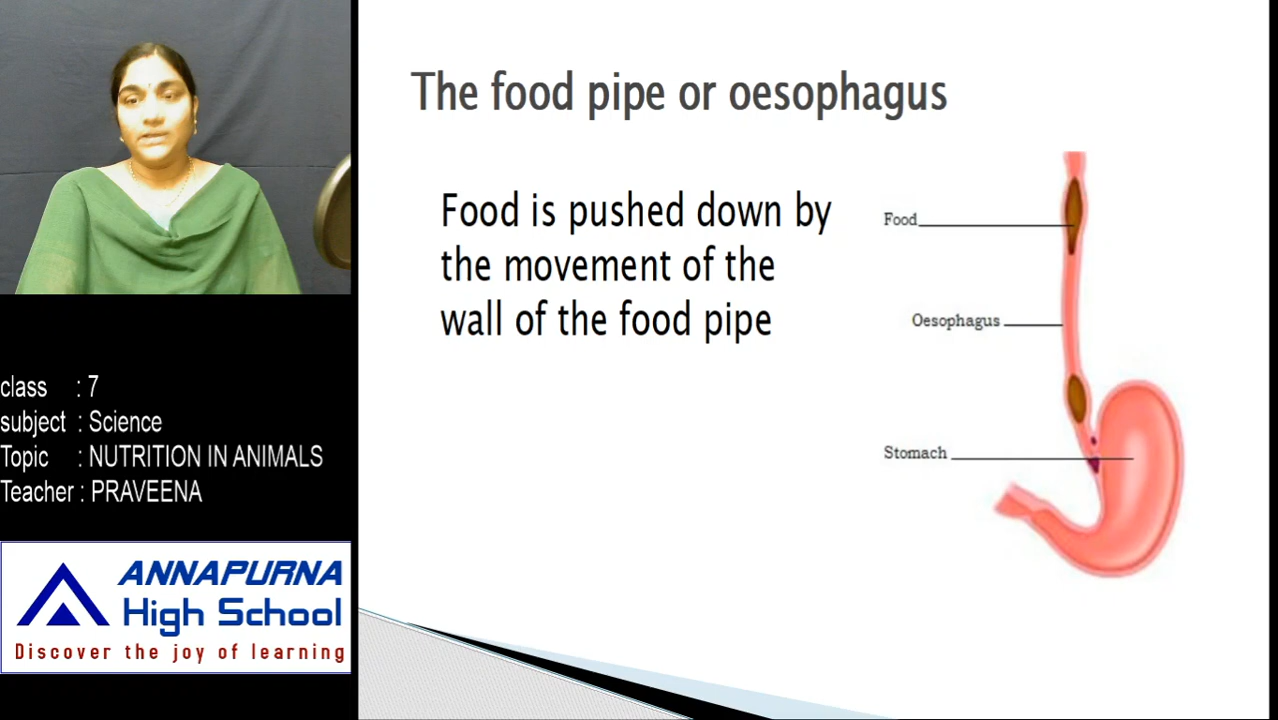 The food pipe or oesophagus
Food is pushed down by
the movement of the
wall of the food pipe
Food
Oesophagus
Stomach
class : 7
subject : Science
Topic : NUTRITION IN ANIMALS
Teacher : PRAVEENA
ANNAPURNA
High School
Discover the joy of learning